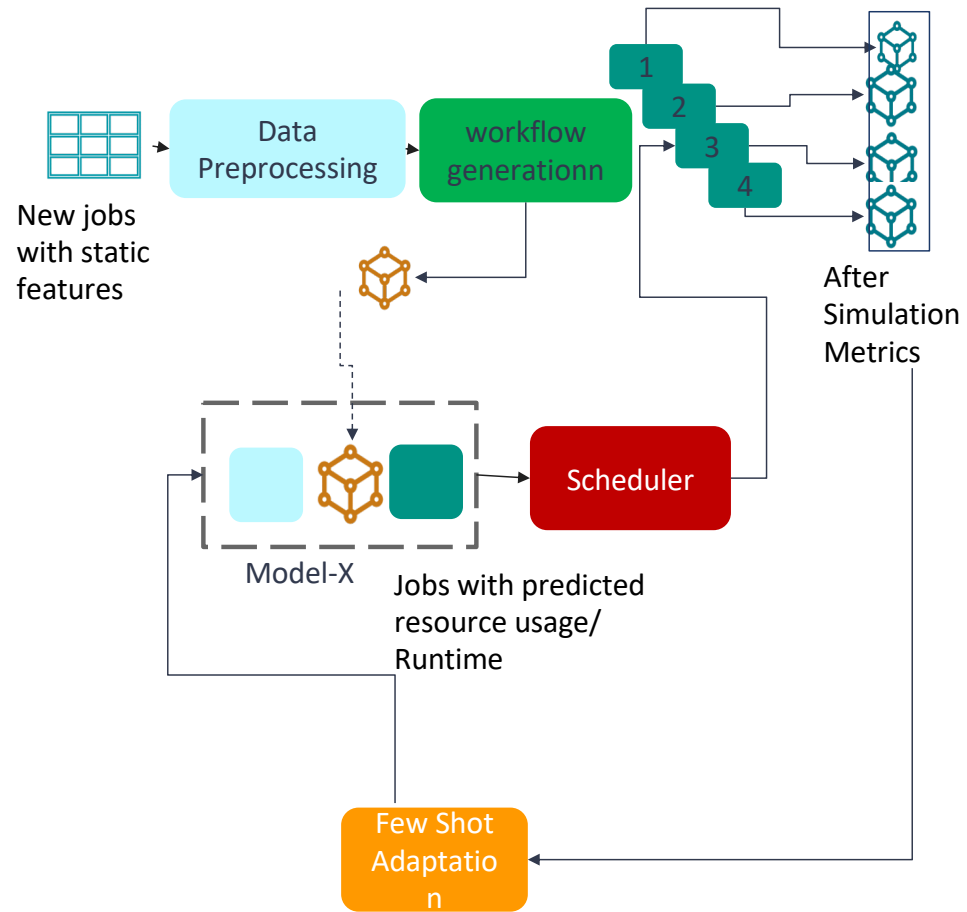 1
2
3
4
Data
Preprocessing
workflow
generationn
New jobs
with static
features
After
Simulation
Metrics
Scheduler
Model-X
Jobs with predicted
resource usage/
Runtime
Few Shot
Adaptatio
n